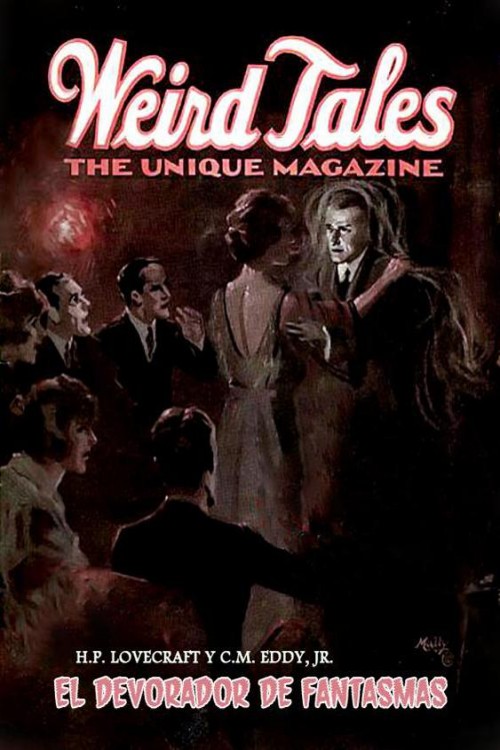 Weird Tales
THE UNIQUE MAGAZINE
H.P. LOVECRAFT Y C.M. EDDY, JR.
EL DEVORADOR DE FANTASMAS